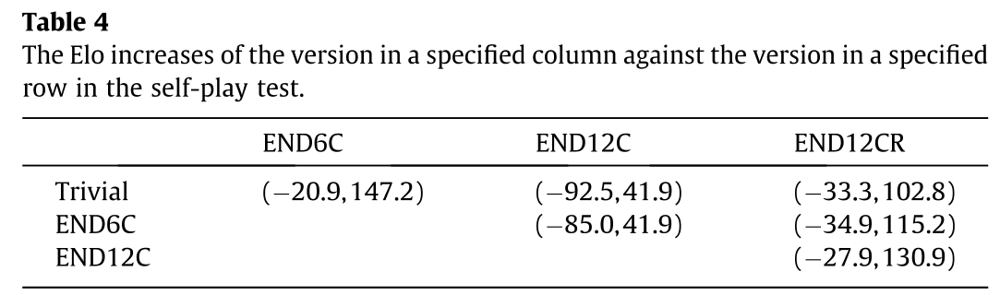 Table 4
The Elo increases of the version in a specified column against the version in a specified
row in the self-play test.
END6C END12C END12CR
Trivial (−20.9, 147.2) (−92.5, 41.9) (−33.3, 102.8)
END6C (−85.0, 41.9) (−34.9, 115.2)
END12C (−27.9, 130.9)